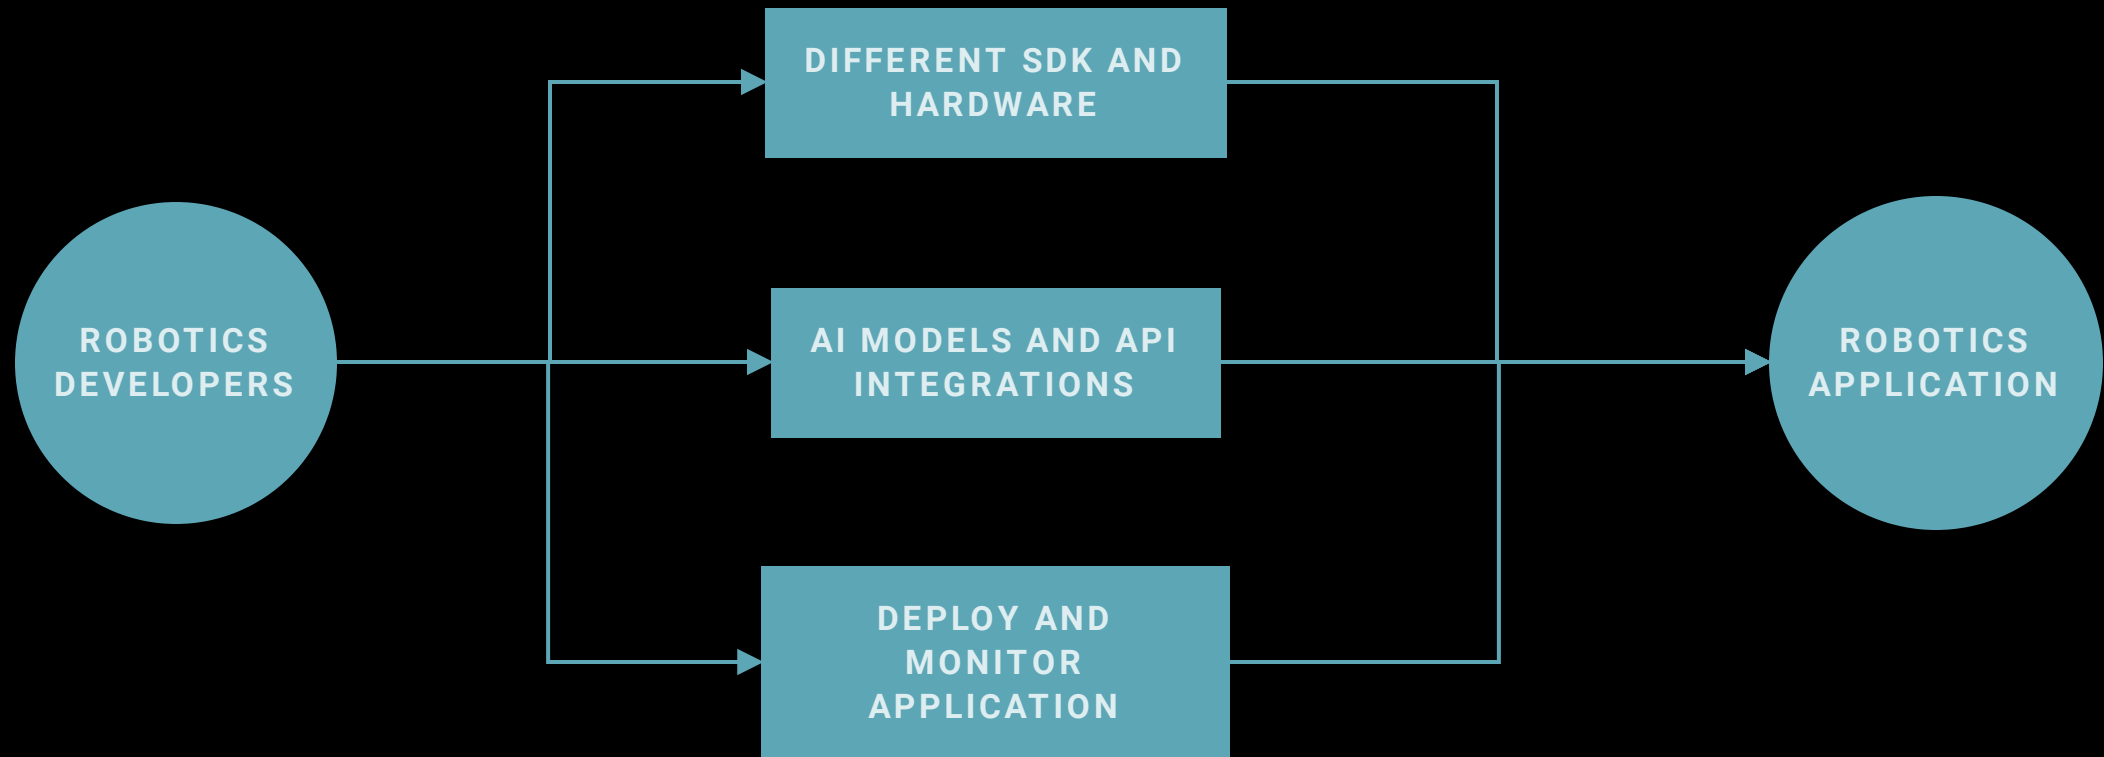 ROBOTICS
DEVELOPERS
DIFFERENT SDK AND
HARDWARE
AI MODELS AND API
INTEGRATIONS
DEPLOY AND
MONITOR
APPLICATION
ROBOTICS
APPLICATION